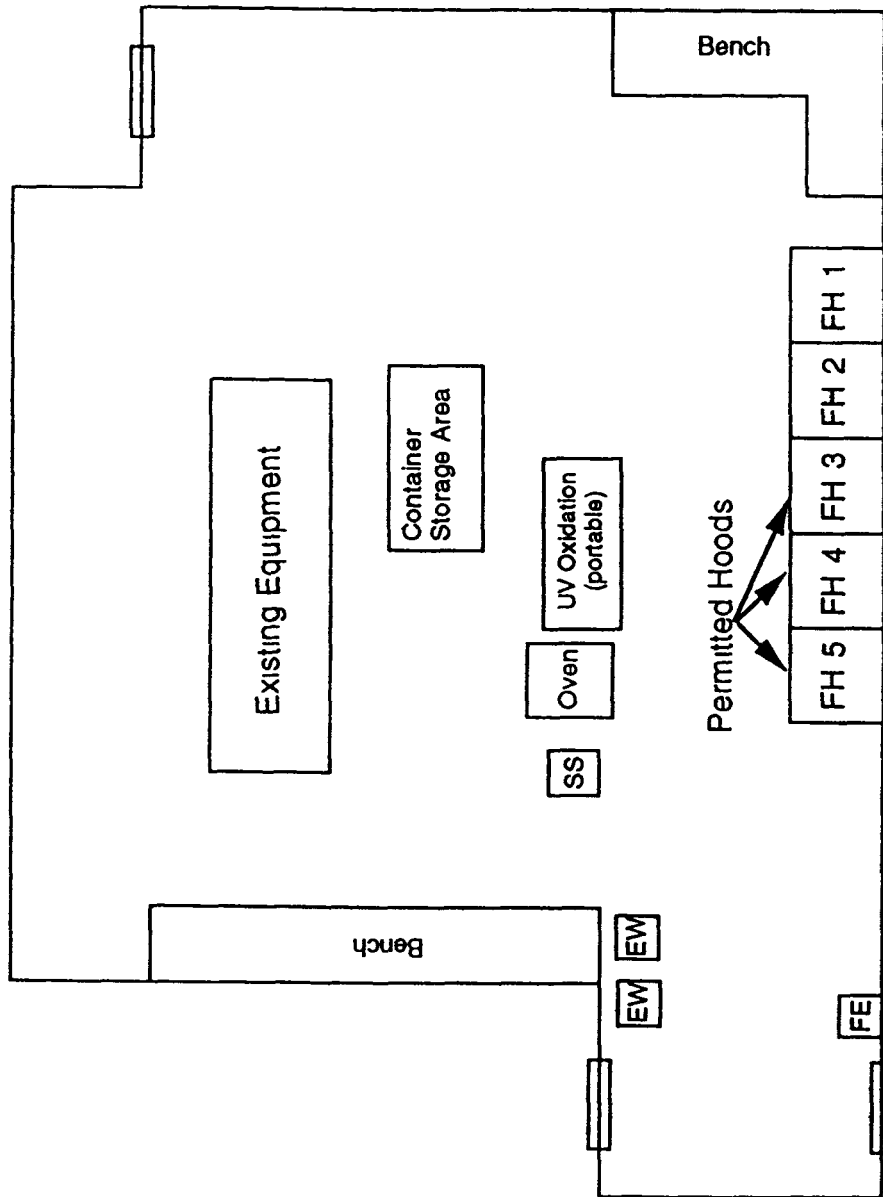 Bench
Existing Equipment
Container
Storage Area
UV Oxidation
(portable)
Oven
SS
Permitted Hoods
FH 5
FH 4
FH 3
FH 2
FH 1
Bench
EW
EW
FE